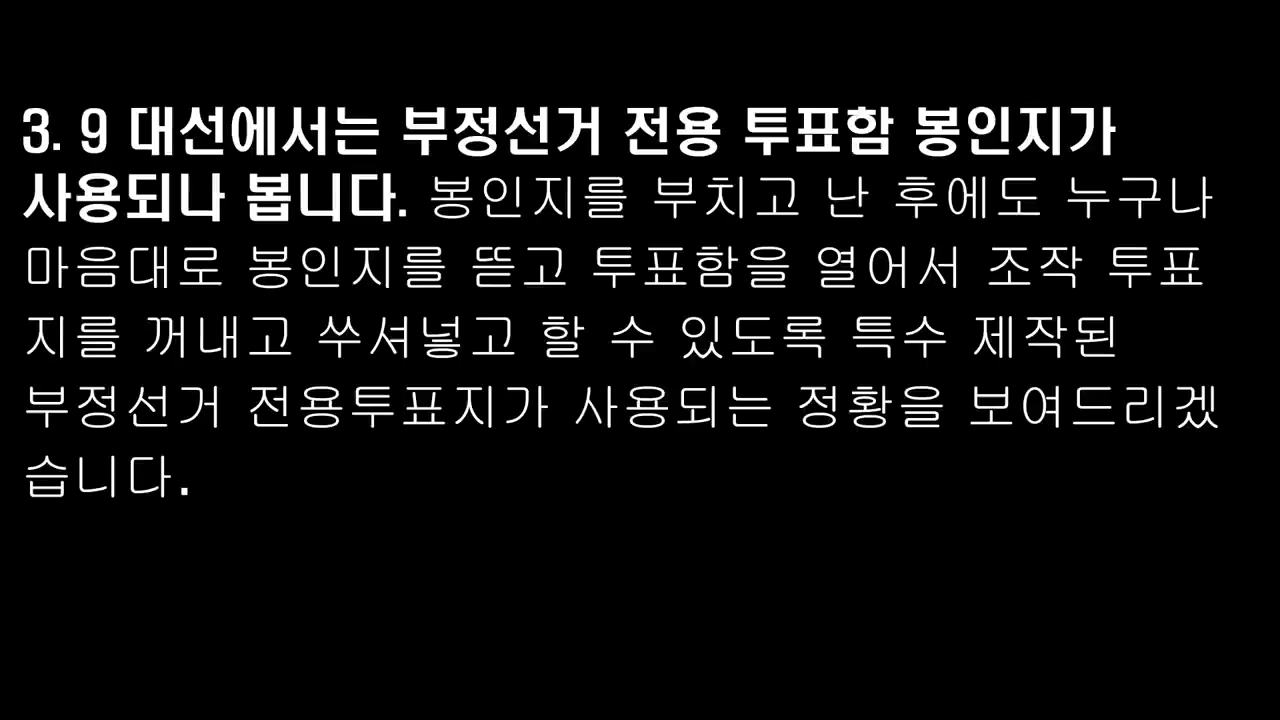 3. 9 대선에서는 부정선거 전용 투표함 봉인지가
사용되나 봅니다. 봉인지를 부치고 난 후에도 누구나
마음대로 봉인지를 뜯고 투표함을 열어서 조작 투표
지를 꺼내고 쑤셔넣고 할 수 있도록 특수 제작된
부정선거 전용투표지가 사용되는 정황을 보여드리겠
습니다.